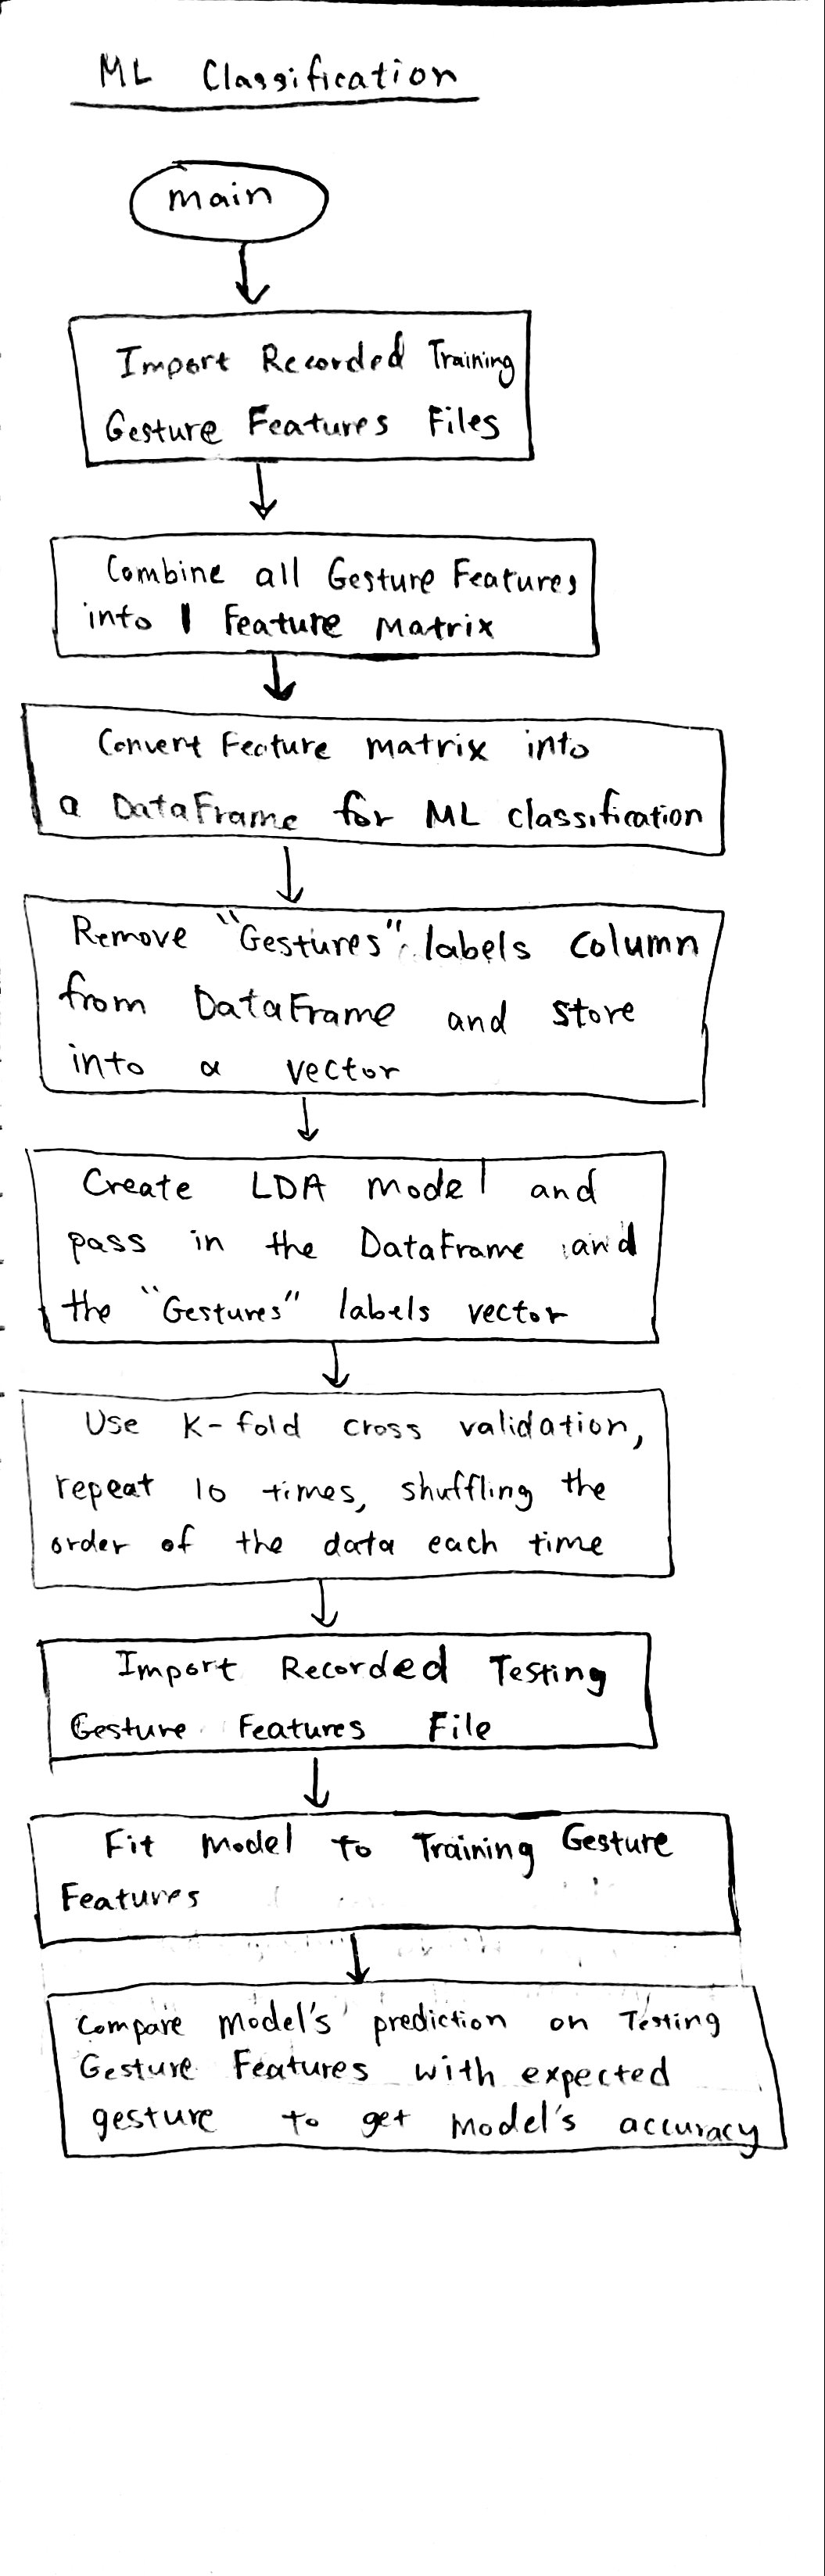 ML Classification
main
Import Recorded Training
Gesture Features Files
Combine all Gesture Features
into 1 Feature Matrix
Convert Feature matrix into
a DataFrame for ML classification
Remove "Gestures" labels column
from DataFrame and store
into a vector
Create LDA model and
pass in the DataFrame and
the "Gestures" labels vector
Use K-fold cross validation,
repeat 10 times, shuffling the
order of the data each time
Import Recorded Testing
Gesture Features File
Fit Model to Training Gesture
Features
Compare Model's prediction on Testing
Gesture Features with expected
gesture to get Model's accuracy